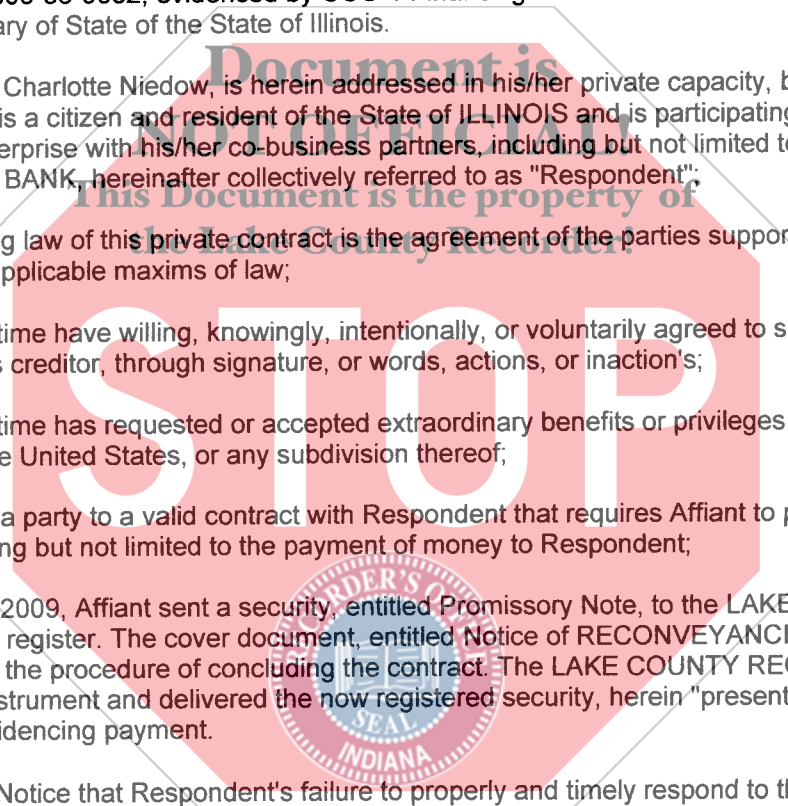 ary of State of the State of Illinois.
Document is
Charlotte Niedow, is herein addressed in his/her private capacity, b
is a citizen and resident of the State of ILLINOIS and is participating
NOT OFFICIAL!
erprise with his/her co-business partners, including but not limited to
BANK, hereinafter collectively referred to as "Respondent";
This Document is the property of
g law of this private contract is the agreement of the parties suppor
the Lake County Recorder!
pplicable maxims of law;
time have willing, knowingly, intentionally, or voluntarily agreed to s
s creditor, through signature, or words, actions, or inaction's;
STOP
time has requested or accepted extraordinary benefits or privileges
e United States, or any subdivision thereof;
a party to a valid contract with Respondent that requires Affiant to p
ng but not limited to the payment of money to Respondent;
RECORDER'S OFFICE
2009, Affiant sent a security, entitled Promissory Note, to the LAKE
register. The cover document, entitled Notice of RECONVEYANC
the procedure of concluding the contract. The LAKE COUNTY REC
strument and delivered the now registered security, herein "present
SEAL
idencing payment.
INDIANA
Notice that Respondent's failure to properly and timely respond to th